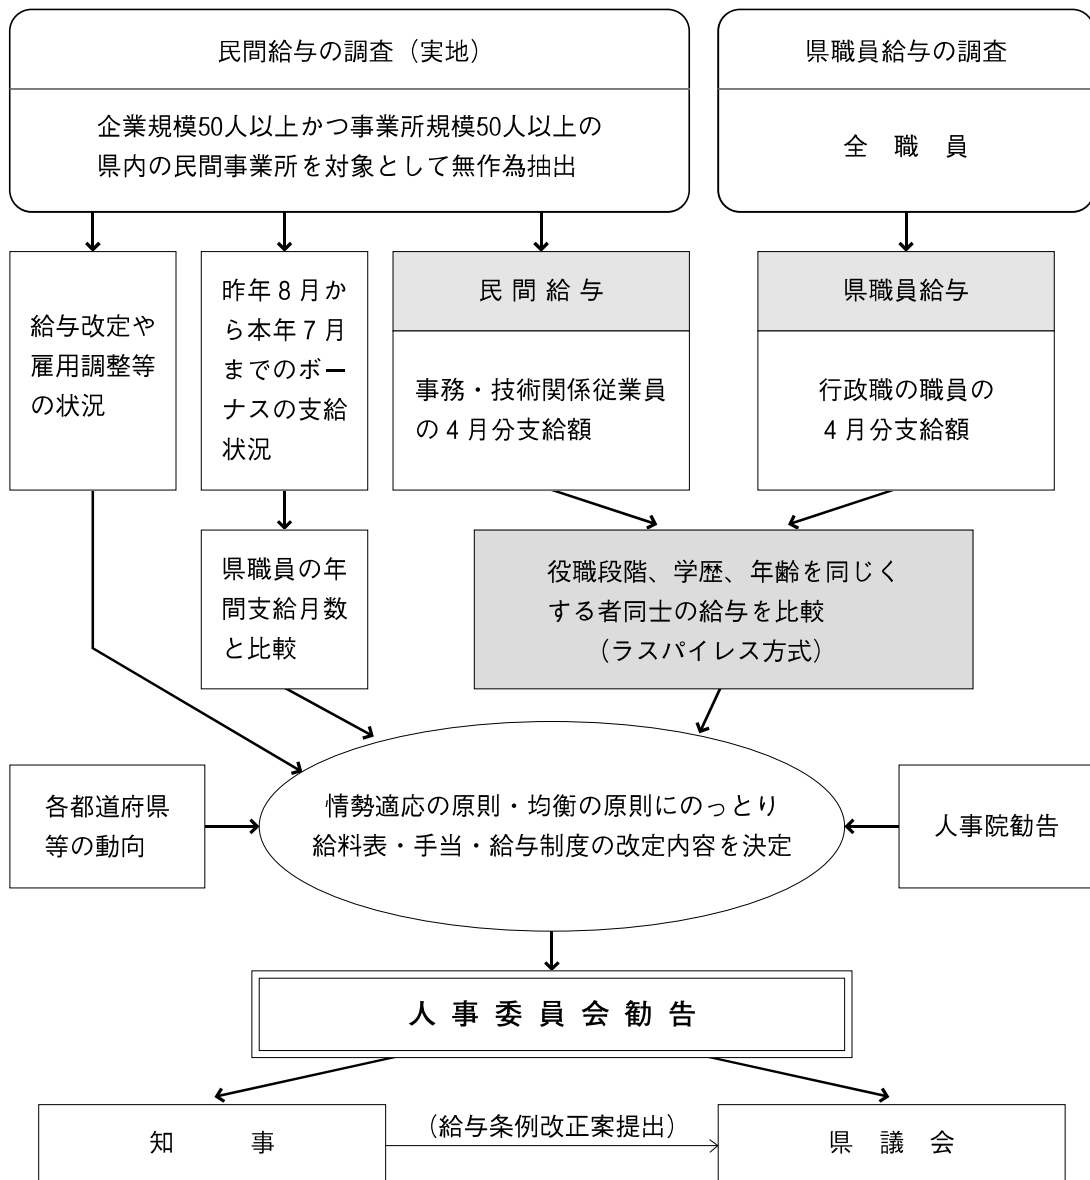 民間給与の調査（実地）
企業規模50人以上かつ事業所規模50人以上の
県内の民間事業所を対象として無作為抽出
県職員給与の調査
全　職　員
給与改定や
雇用調整等
の状況
昨年８月か
ら本年７月
までのボー
ナスの支給
状況
民 間 給 与
事務・技術関係従業員
の４月分支給額
県職員給与
行政職の職員の
４月分支給額
県職員の年
間支給月数
と比較
役職段階、学歴、年齢を同じく
する者同士の給与を比較
（ラスパイレス方式）
各都道府県
等の動向
情勢適応の原則・均衡の原則にのっとり
給料表・手当・給与制度の改定内容を決定
人事院勧告
人 事 委 員 会 勧 告
知　　　事
（給与条例改正案提出）
県　議　会